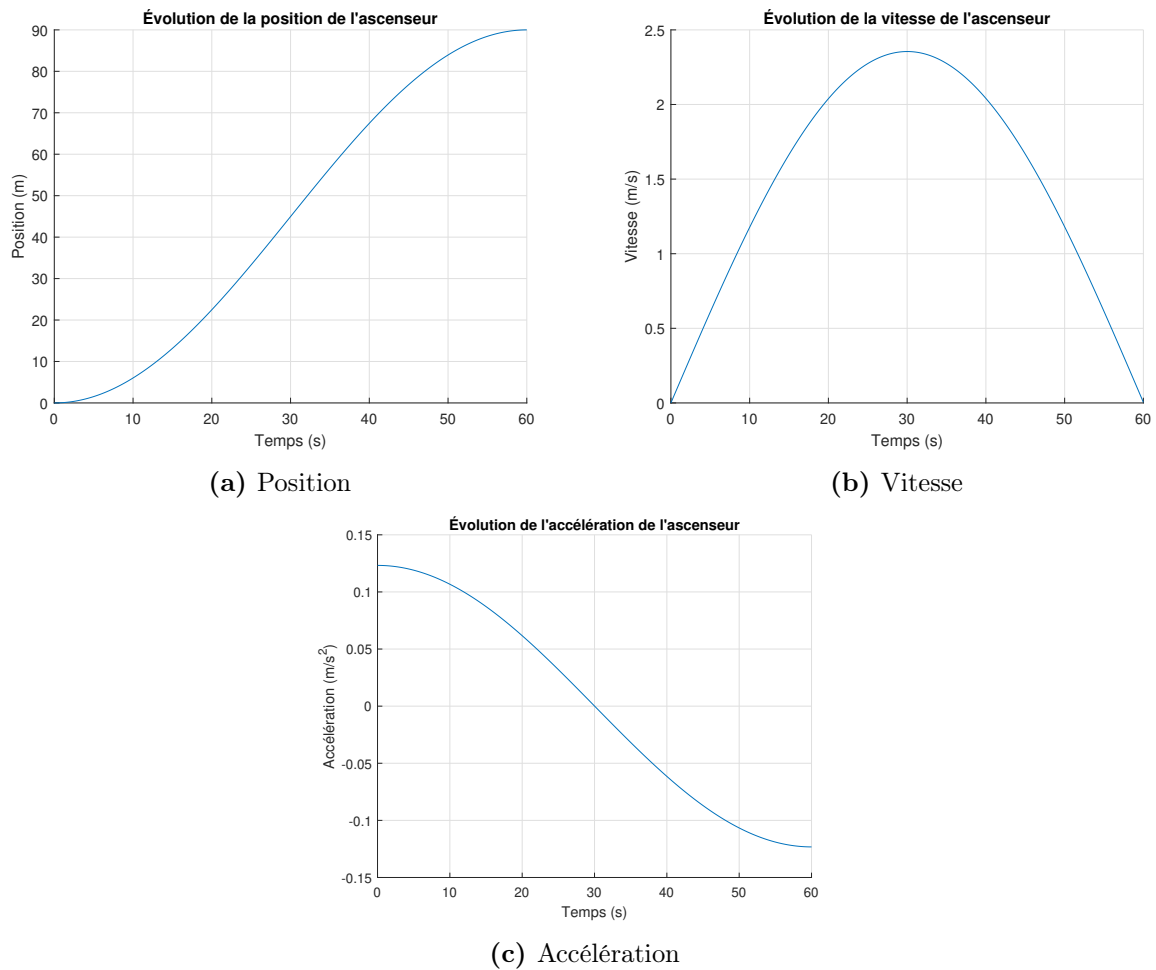 Évolution de la position de l'ascenseur
90
80
70
60
50
40
30
20
10
0
Position (m)
0 10 20 30 40 50 60
Temps (s)
(a) Position
Évolution de la vitesse de l'ascenseur
2.5
2
1.5
1
0.5
0
Vitesse (m/s)
0 10 20 30 40 50 60
Temps (s)
(b) Vitesse
Évolution de l'accélération de l'ascenseur
0.15
0.1
0.05
0
-0.05
-0.1
-0.15
Accélération (m/s²)
0 10 20 30 40 50 60
Temps (s)
(c) Accélération